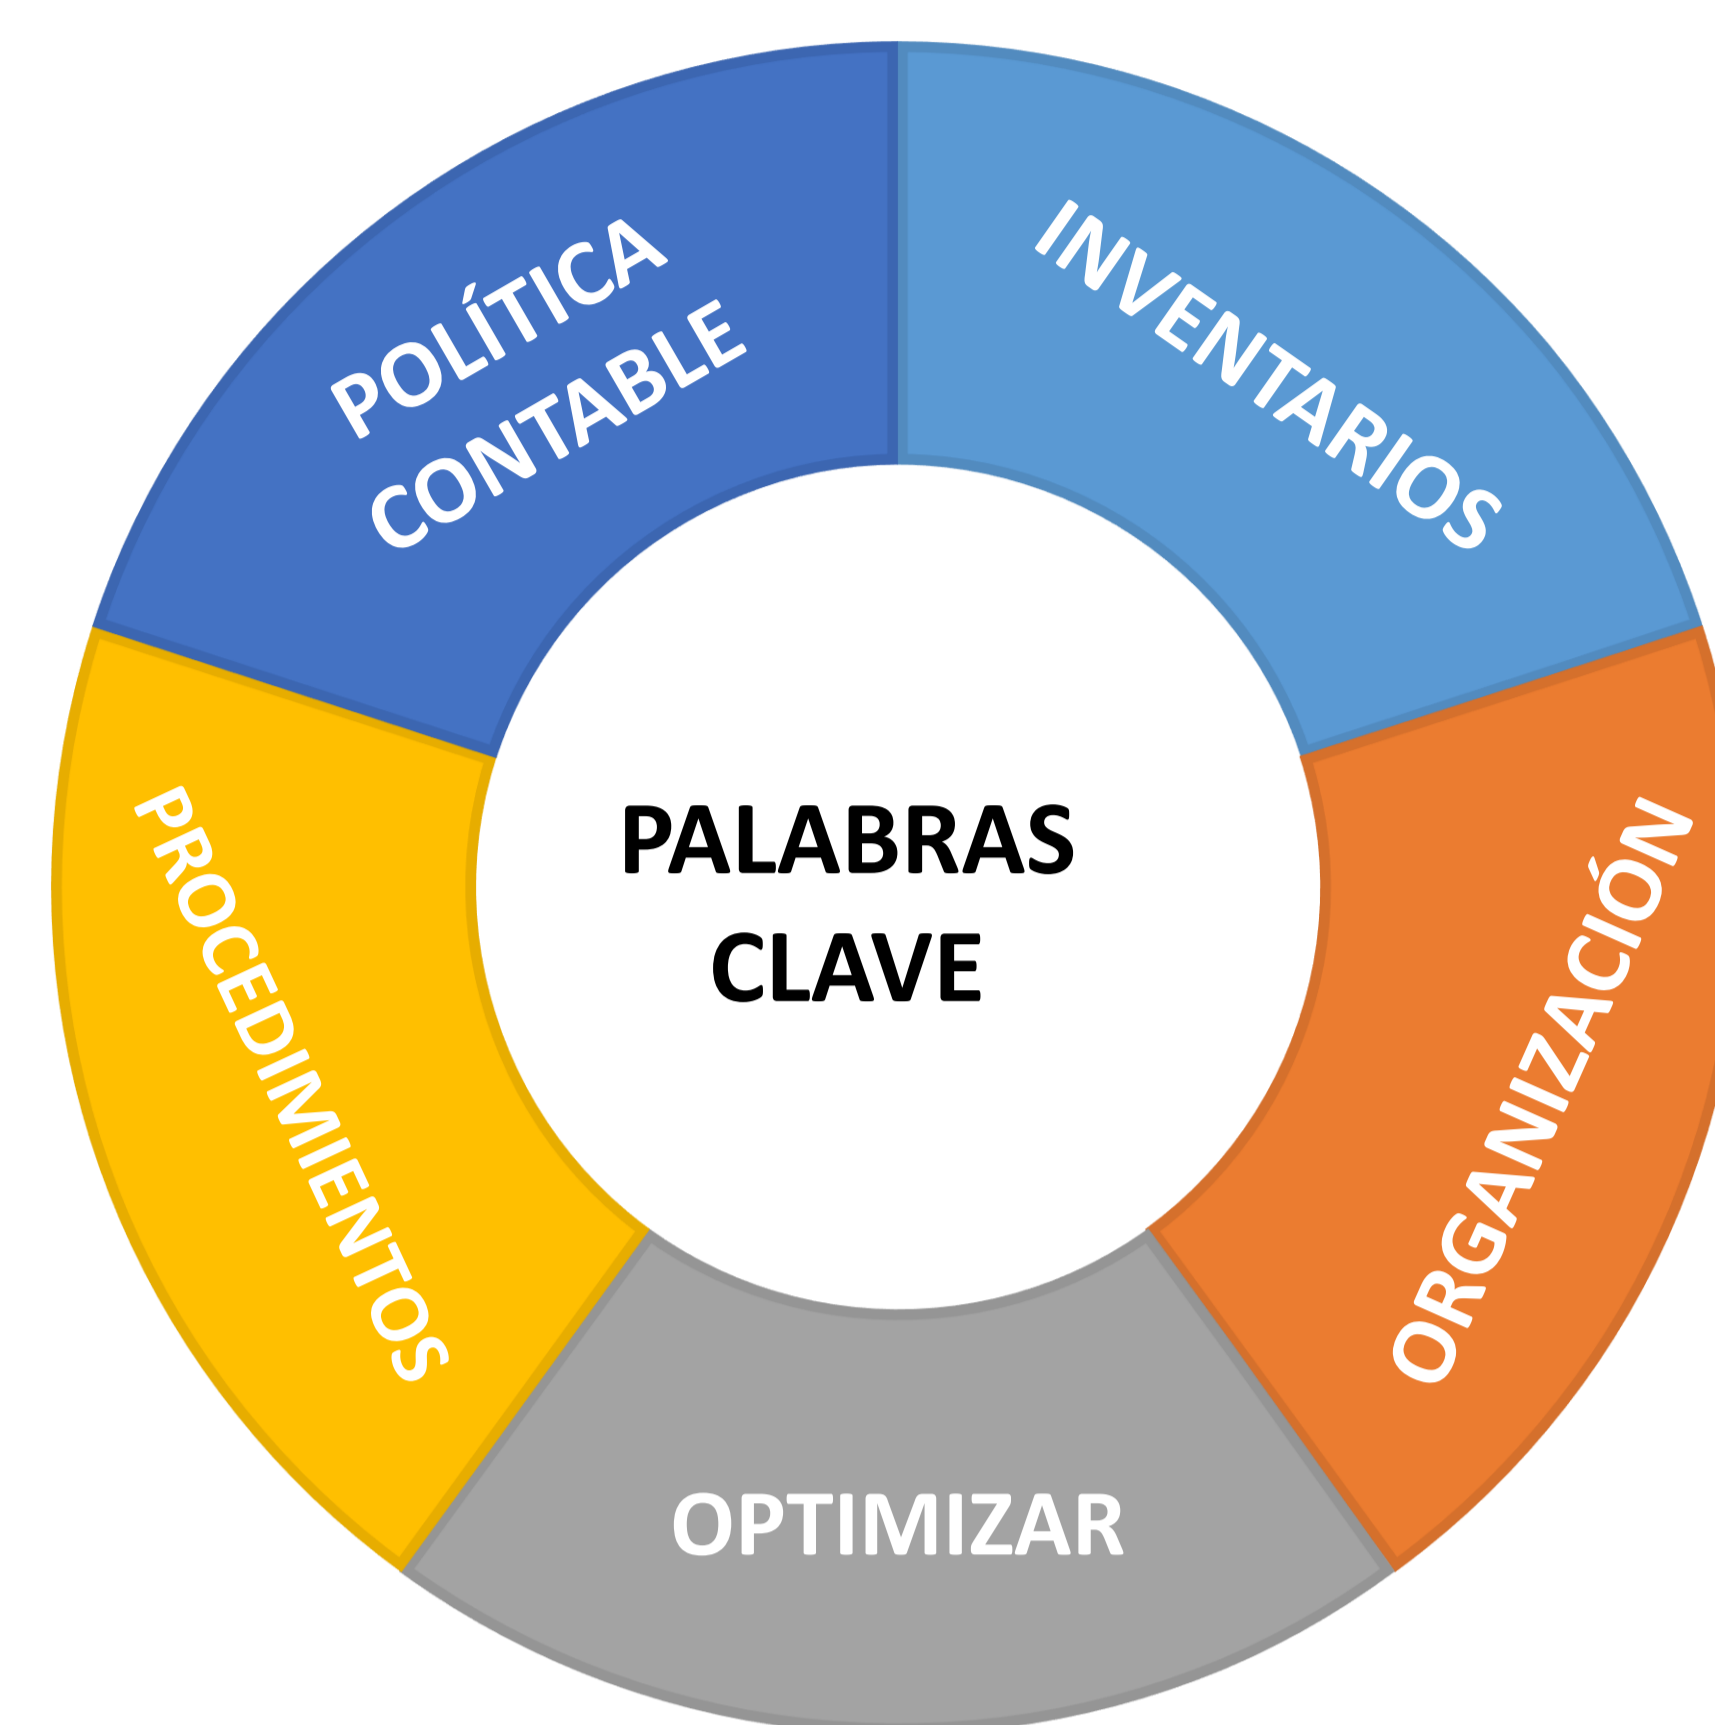 POLÍTICA
CONTABLE
INVENTARIOS
PALABRAS
CLAVE
PROCEDIMIENTOS
ORGANIZACIÓN
OPTIMIZAR